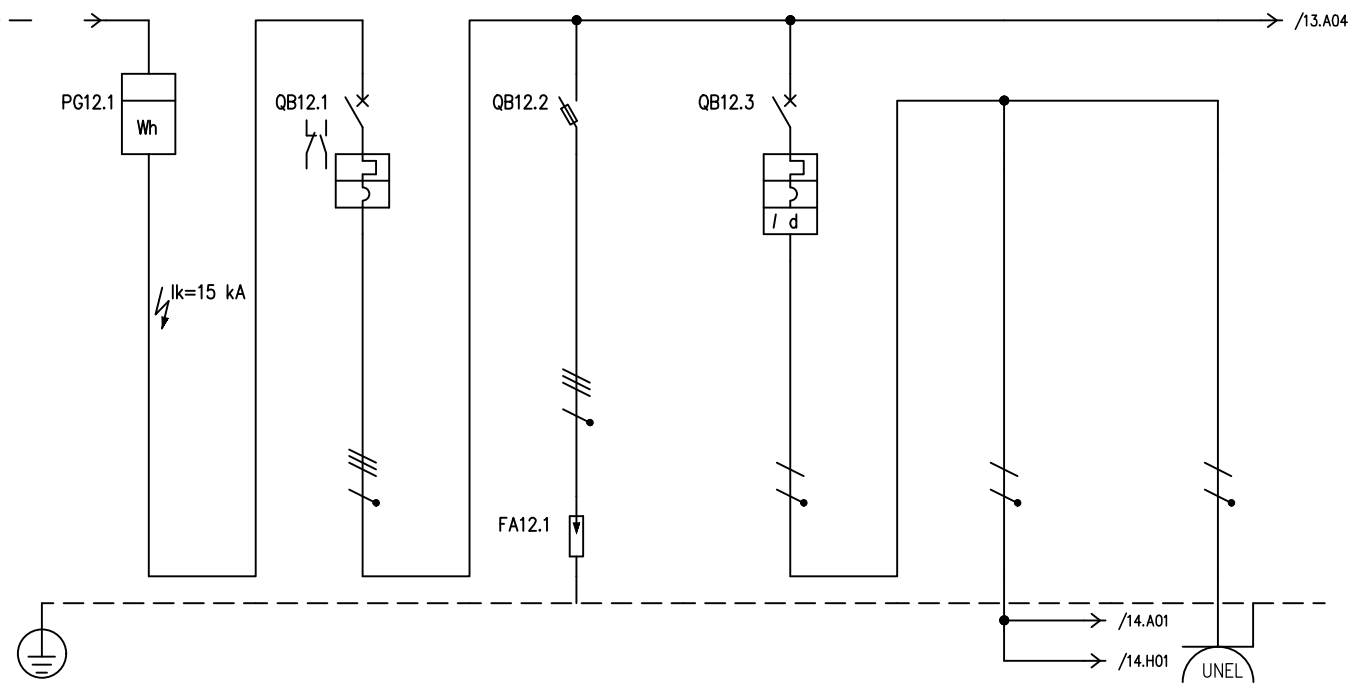 /13.A04
PG12.1
QB12.1
QB12.2
QB12.3
Wh
I d
Ik=15 kA
FA12.1
/14.A01
/14.H01
UNEL